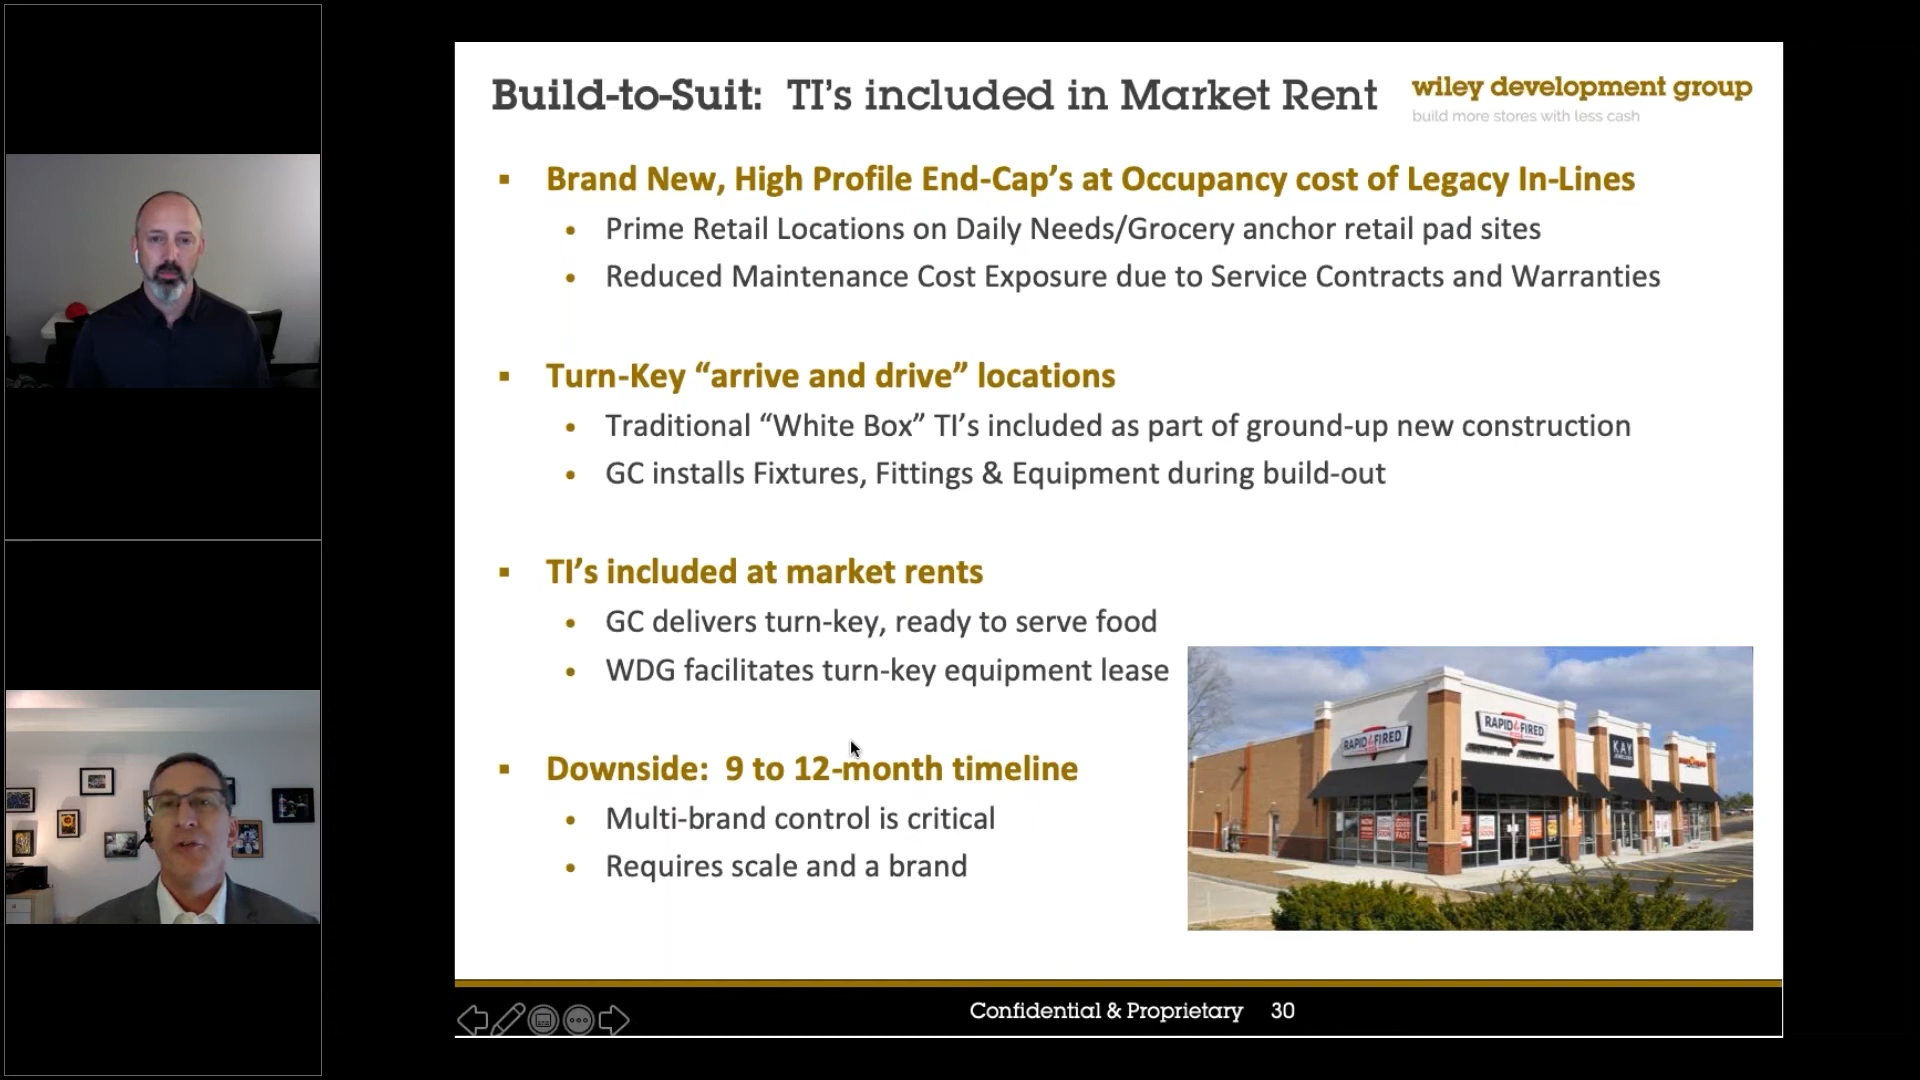 Build-to-Suit: TI's included in Market Rent
wiley development group
build more stores with less cash
▪ Brand New, High Profile End-Cap's at Occupancy cost of Legacy In-Lines
• Prime Retail Locations on Daily Needs/Grocery anchor retail pad sites
• Reduced Maintenance Cost Exposure due to Service Contracts and Warranties
▪ Turn-Key “arrive and drive” locations
• Traditional “White Box” TI's included as part of ground-up new construction
• GC installs Fixtures, Fittings & Equipment during build-out
▪ TI's included at market rents
• GC delivers turn-key, ready to serve food
• WDG facilitates turn-key equipment lease
▪ Downside: 9 to 12-month timeline
• Multi-brand control is critical
• Requires scale and a brand
RAPID FIRED
RAPID FIRED
KAY
JEWELERS
Confidential & Proprietary 30